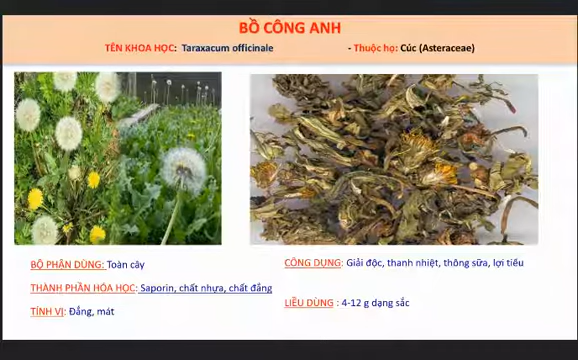 BỒ CÔNG ANH
TÊN KHOA HỌC: Taraxacum officinale - Thuộc họ: Cúc (Asteraceae)
BỘ PHẬN DÙNG: Toàn cây
THÀNH PHẦN HÓA HỌC: Saporin, chất nhựa, chất đắng
TÍNH VỊ: Đắng, mát
CÔNG DỤNG: Giải độc, thanh nhiệt, thông sữa, lợi tiểu
LIỀU DÙNG : 4-12 g dạng sắc